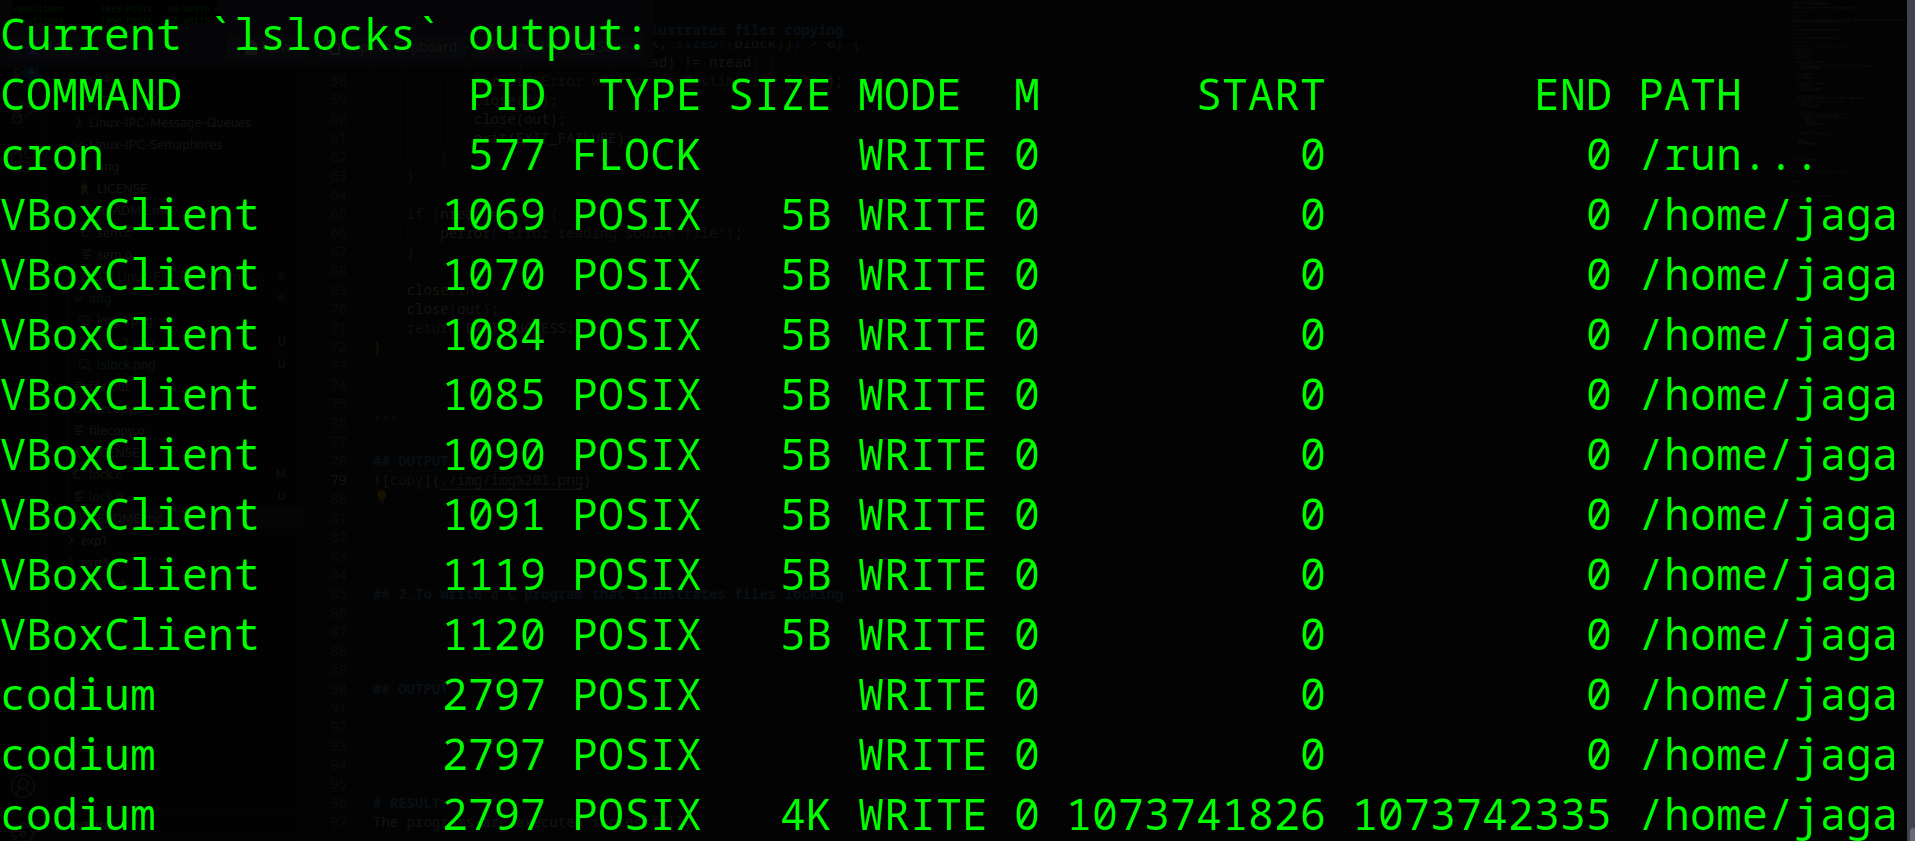 Current `lslocks` output:
COMMAND PID TYPE SIZE MODE M START END PATH
cron 577 FLOCK WRITE 0 0 0 /run...
VBoxClient 1069 POSIX 5B WRITE 0 0 0 /home/jaga
VBoxClient 1070 POSIX 5B WRITE 0 0 0 /home/jaga
VBoxClient 1084 POSIX 5B WRITE 0 0 0 /home/jaga
VBoxClient 1085 POSIX 5B WRITE 0 0 0 /home/jaga
VBoxClient 1090 POSIX 5B WRITE 0 0 0 /home/jaga
VBoxClient 1091 POSIX 5B WRITE 0 0 0 /home/jaga
VBoxClient 1119 POSIX 5B WRITE 0 0 0 /home/jaga
VBoxClient 1120 POSIX 5B WRITE 0 0 0 /home/jaga
codium 2797 POSIX WRITE 0 0 0 /home/jaga
codium 2797 POSIX WRITE 0 0 0 /home/jaga
codium 2797 POSIX 4K WRITE 0 1073741826 1073742335 /home/jaga